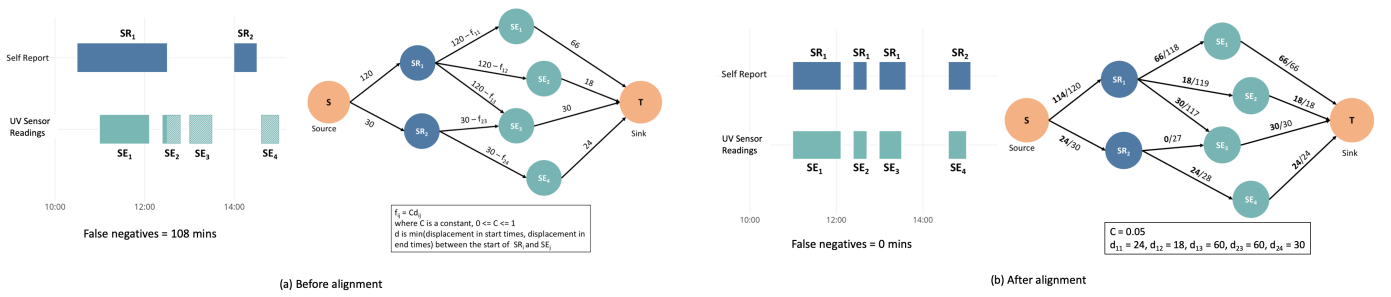 SR1 SR2
Self Report
UV Sensor
Readings
SE1 SE2 SE3 SE4
10:00 12:00 14:00
False negatives = 108 mins
S
Source
120
30
SR1
SR2
120 – f11
120 – f12
120 – f13
30 – f23
30 – f24
SE1
SE2
SE3
SE4
66
18
30
24
T
Sink
fij = Cdij
where C is a constant, 0 <= C <= 1
d is min(displacement in start times, displacement in
end times) between the start of SRi and SEj
(a) Before alignment
SR1 SR1 SR1 SR2
Self Report
UV Sensor
Readings
SE1 SE2 SE3 SE4
10:00 12:00 14:00
False negatives = 0 mins
S
Source
114/120
24/30
SR1
SR2
66/118
18/119
30/117
0/27
24/28
SE1
SE2
SE3
SE4
66/66
18/18
30/30
24/24
T
Sink
C = 0.05
d11 = 24, d12 = 18, d13 = 60, d23 = 60, d24 = 30
(b) After alignment